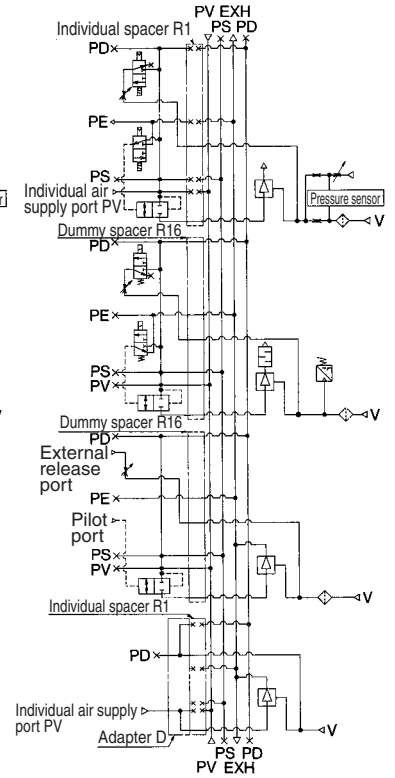 PV EXH
PS PD
Individual spacer R1
PD
PE
PS
Individual air
supply port PV
Pressure sensor
V
Dummy spacer R16
PD
PE
PS
PV
V
Dummy spacer R16
PD
External
release
port
PE
Pilot
port
PS
PV
V
Individual spacer R1
PD
Individual air supply
port PV
Adapter D
V
PS PD
PV EXH